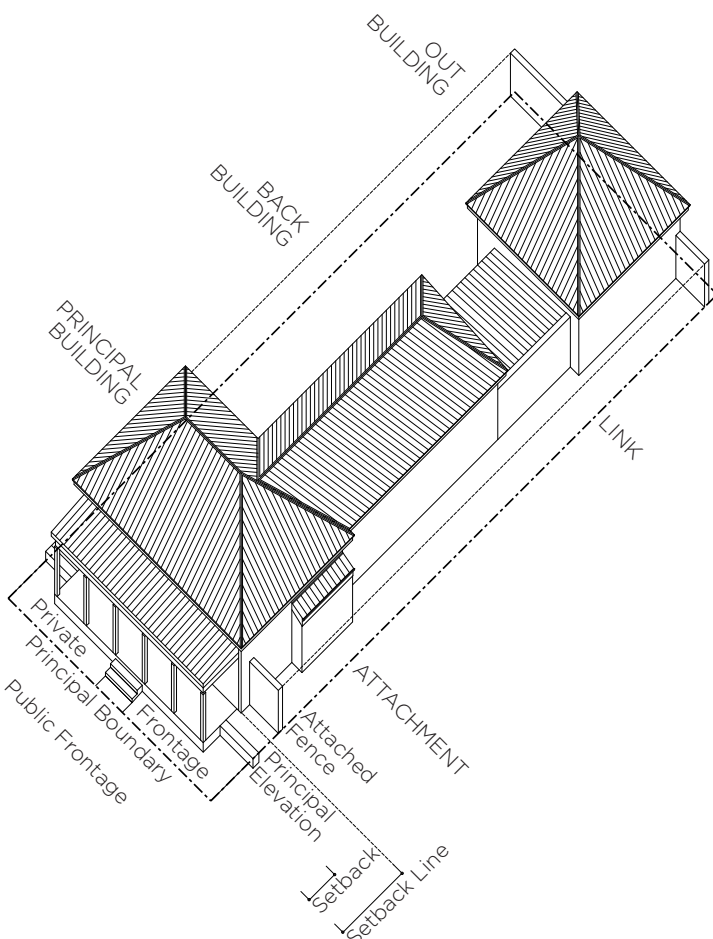 OUT
BUILDING
BACK
BUILDING
PRINCIPAL
BUILDING
LINK
ATTACHMENT
Private
Frontage
Principal Boundary
Public Frontage
Attached
Fence
Principal
Elevation
Setback
Setback Line